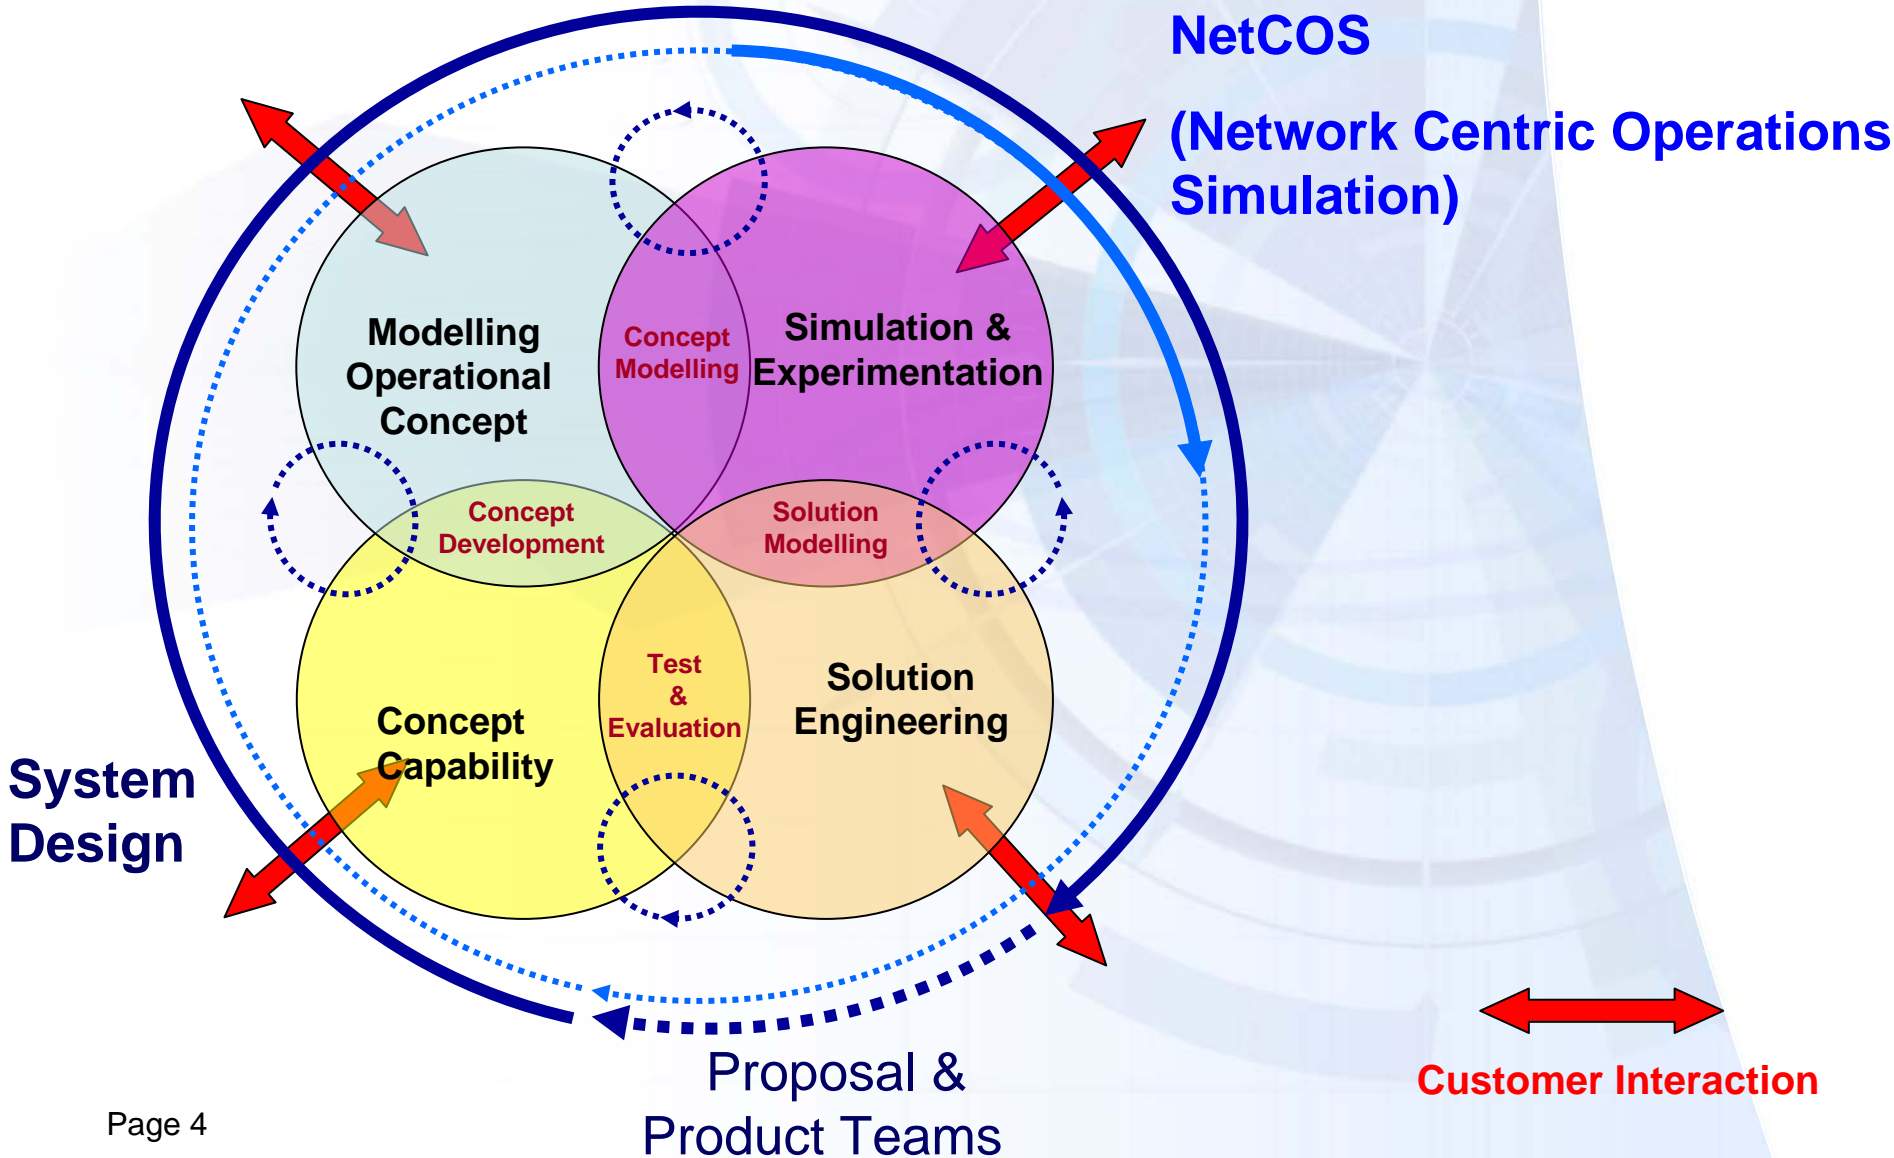 NetCOS
(Network Centric Operations
Simulation)
Modelling
Operational
Concept
Concept
Modelling
Simulation &
Experimentation
Concept
Development
Solution
Modelling
Test
&
Evaluation
Concept
Capability
Solution
Engineering
System
Design
Proposal &
Product Teams
Customer Interaction
Page 4